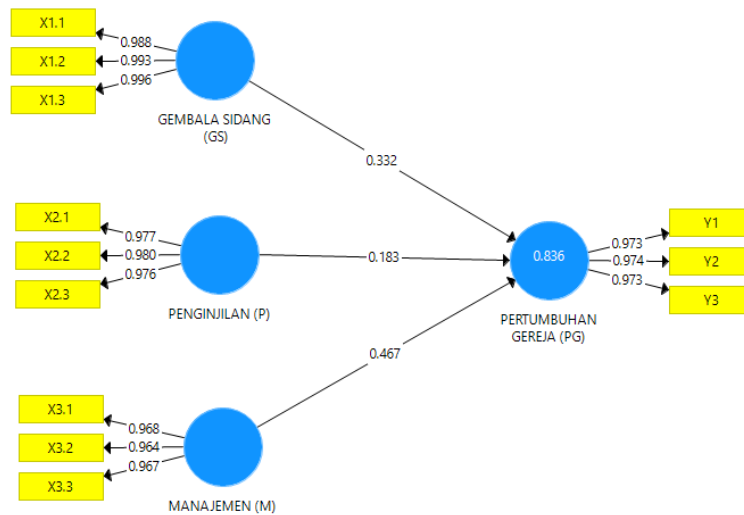 X1.1
0.988
X1.2
0.993
X1.3
0.996
GEMBALA SIDANG
(GS)
0.332
X2.1
0.977
X2.2
0.980
X2.3
0.976
PENGINJILAN (P)
0.183
0.836
PERTUMBUHAN
GEREJA (PG)
Y1
0.973
Y2
0.974
Y3
0.973
0.467
X3.1
0.968
X3.2
0.964
X3.3
0.967
MANAJEMEN (M)